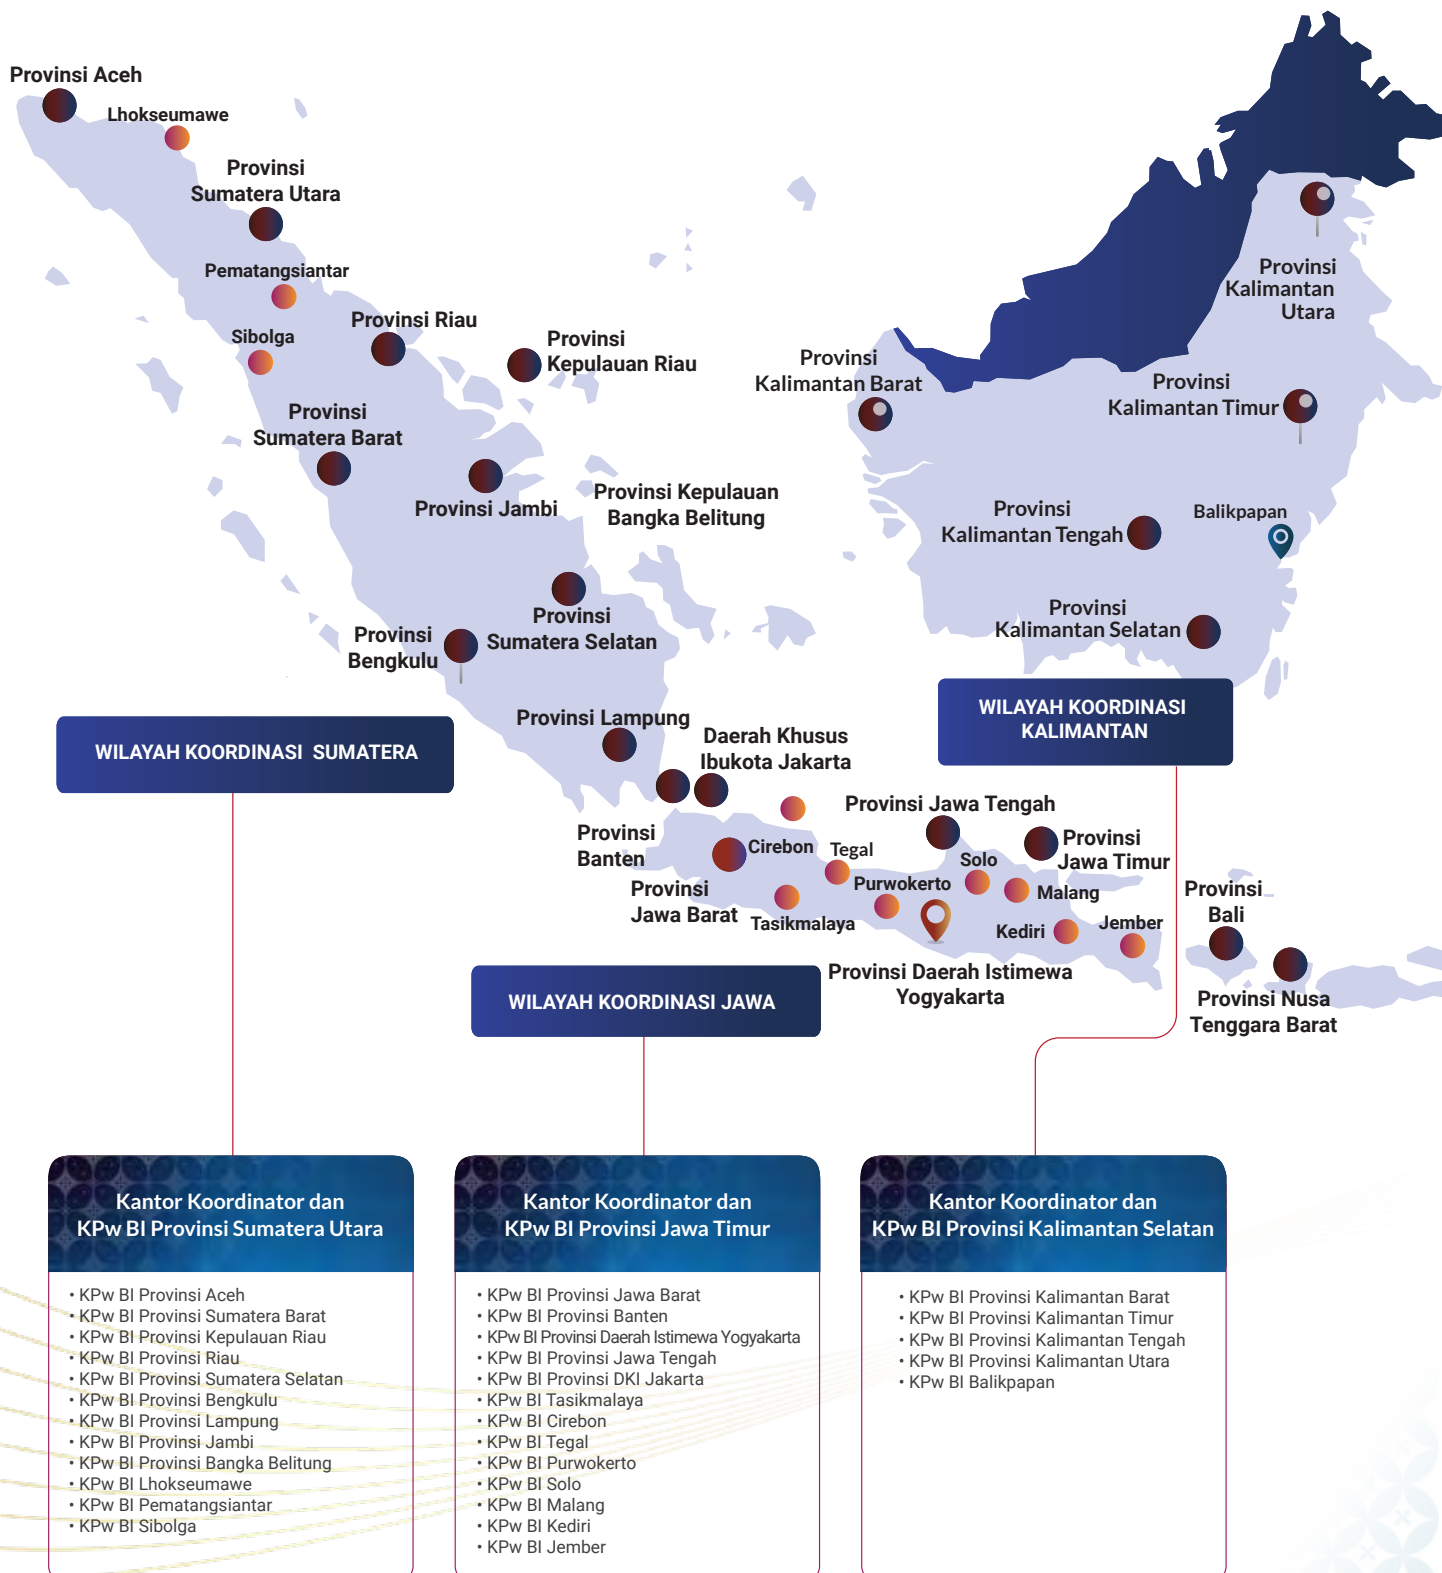 Provinsi Aceh
Lhokseumawe
Provinsi
Sumatera Utara
Pematangsiantar
Sibolga
Provinsi Riau
Provinsi
Kepulauan Riau
Provinsi
Sumatera Barat
Provinsi Jambi
Provinsi Kepulauan
Bangka Belitung
Provinsi
Sumatera Selatan
Provinsi
Bengkulu
Provinsi Lampung
Provinsi
Kalimantan
Utara
Provinsi
Kalimantan Barat
Provinsi
Kalimantan Timur
Provinsi
Kalimantan Tengah
Balikpapan
Provinsi
Kalimantan Selatan
WILAYAH KOORDINASI SUMATERA
WILAYAH KOORDINASI
KALIMANTAN
Daerah Khusus
Ibukota Jakarta
Provinsi
Banten
Cirebon
Tegal
Provinsi Jawa Tengah
Solo
Provinsi
Jawa Timur
Provinsi
Jawa Barat
Tasikmalaya
Purwokerto
Malang
Kediri
Jember
Provinsi
Bali
Provinsi Daerah Istimewa
Yogyakarta
Provinsi Nusa
Tenggara Barat
WILAYAH KOORDINASI JAWA
Kantor Koordinator dan
KPw BI Provinsi Sumatera Utara
• KPw BI Provinsi Aceh
• KPw BI Provinsi Sumatera Barat
• KPw BI Provinsi Kepulauan Riau
• KPw BI Provinsi Riau
• KPw BI Provinsi Sumatera Selatan
• KPw BI Provinsi Bengkulu
• KPw BI Provinsi Lampung
• KPw BI Provinsi Jambi
• KPw BI Provinsi Bangka Belitung
• KPw BI Lhokseumawe
• KPw BI Pematangsiantar
• KPw BI Sibolga
Kantor Koordinator dan
KPw BI Provinsi Jawa Timur
• KPw BI Provinsi Jawa Barat
• KPw BI Provinsi Banten
• KPw BI Provinsi Daerah Istimewa Yogyakarta
• KPw BI Provinsi Jawa Tengah
• KPw BI Provinsi DKI Jakarta
• KPw BI Tasikmalaya
• KPw BI Cirebon
• KPw BI Tegal
• KPw BI Purwokerto
• KPw BI Solo
• KPw BI Malang
• KPw BI Kediri
• KPw BI Jember
Kantor Koordinator dan
KPw BI Provinsi Kalimantan Selatan
• KPw BI Provinsi Kalimantan Barat
• KPw BI Provinsi Kalimantan Timur
• KPw BI Provinsi Kalimantan Tengah
• KPw BI Provinsi Kalimantan Utara
• KPw BI Balikpapan